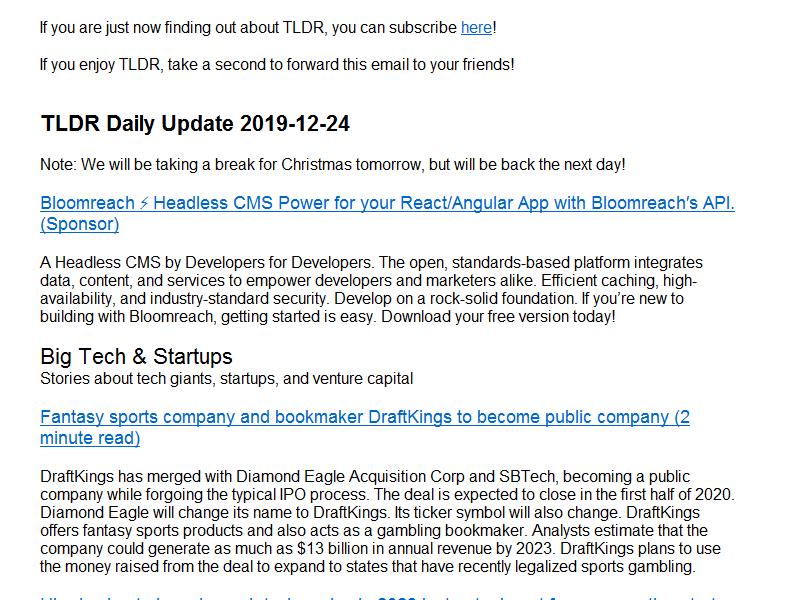 If you are just now finding out about TLDR, you can subscribe here!
If you enjoy TLDR, take a second to forward this email to your friends!
TLDR Daily Update 2019-12-24
Note: We will be taking a break for Christmas tomorrow, but will be back the next day!
Bloomreach ⚡ Headless CMS Power for your React/Angular App with Bloomreach's API.
(Sponsor)
A Headless CMS by Developers for Developers. The open, standards-based platform integrates
data, content, and services to empower developers and marketers alike. Efficient caching, high-
availability, and industry-standard security. Develop on a rock-solid foundation. If you’re new to
building with Bloomreach, getting started is easy. Download your free version today!
Big Tech & Startups
Stories about tech giants, startups, and venture capital
Fantasy sports company and bookmaker DraftKings to become public company (2
minute read)
DraftKings has merged with Diamond Eagle Acquisition Corp and SBTech, becoming a public
company while forgoing the typical IPO process. The deal is expected to close in the first half of 2020.
Diamond Eagle will change its name to DraftKings. Its ticker symbol will also change. DraftKings
offers fantasy sports products and also acts as a gambling bookmaker. Analysts estimate that the
company could generate as much as $13 billion in annual revenue by 2023. DraftKings plans to use
the money raised from the deal to expand to states that have recently legalized sports gambling.